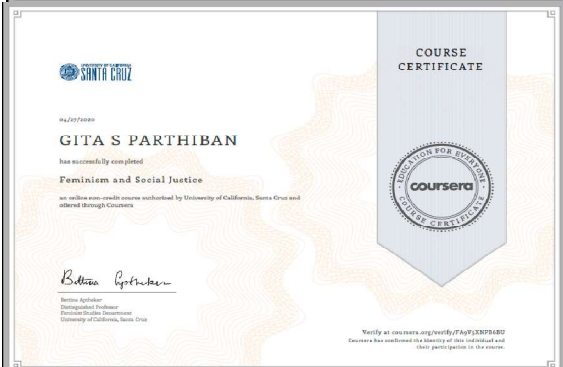 UNIVERSITY OF CALIFORNIA
SANTA CRUZ
04/27/2020
GITA S PARTHIBAN
has successfully completed
Feminism and Social Justice
an online non-credit course authorized by University of California, Santa Cruz and
offered through Coursera
Bettina Aptheker
Bettina Aptheker
Distinguished Professor
Feminist Studies Department
University of California, Santa Cruz
COURSE
CERTIFICATE
EDUCATION FOR EVERYONE
coursera
COURSE CERTIFICATE
Verify at coursera.org/verify/
Coursera has confirmed the identity of this individual and
their participation in the course.